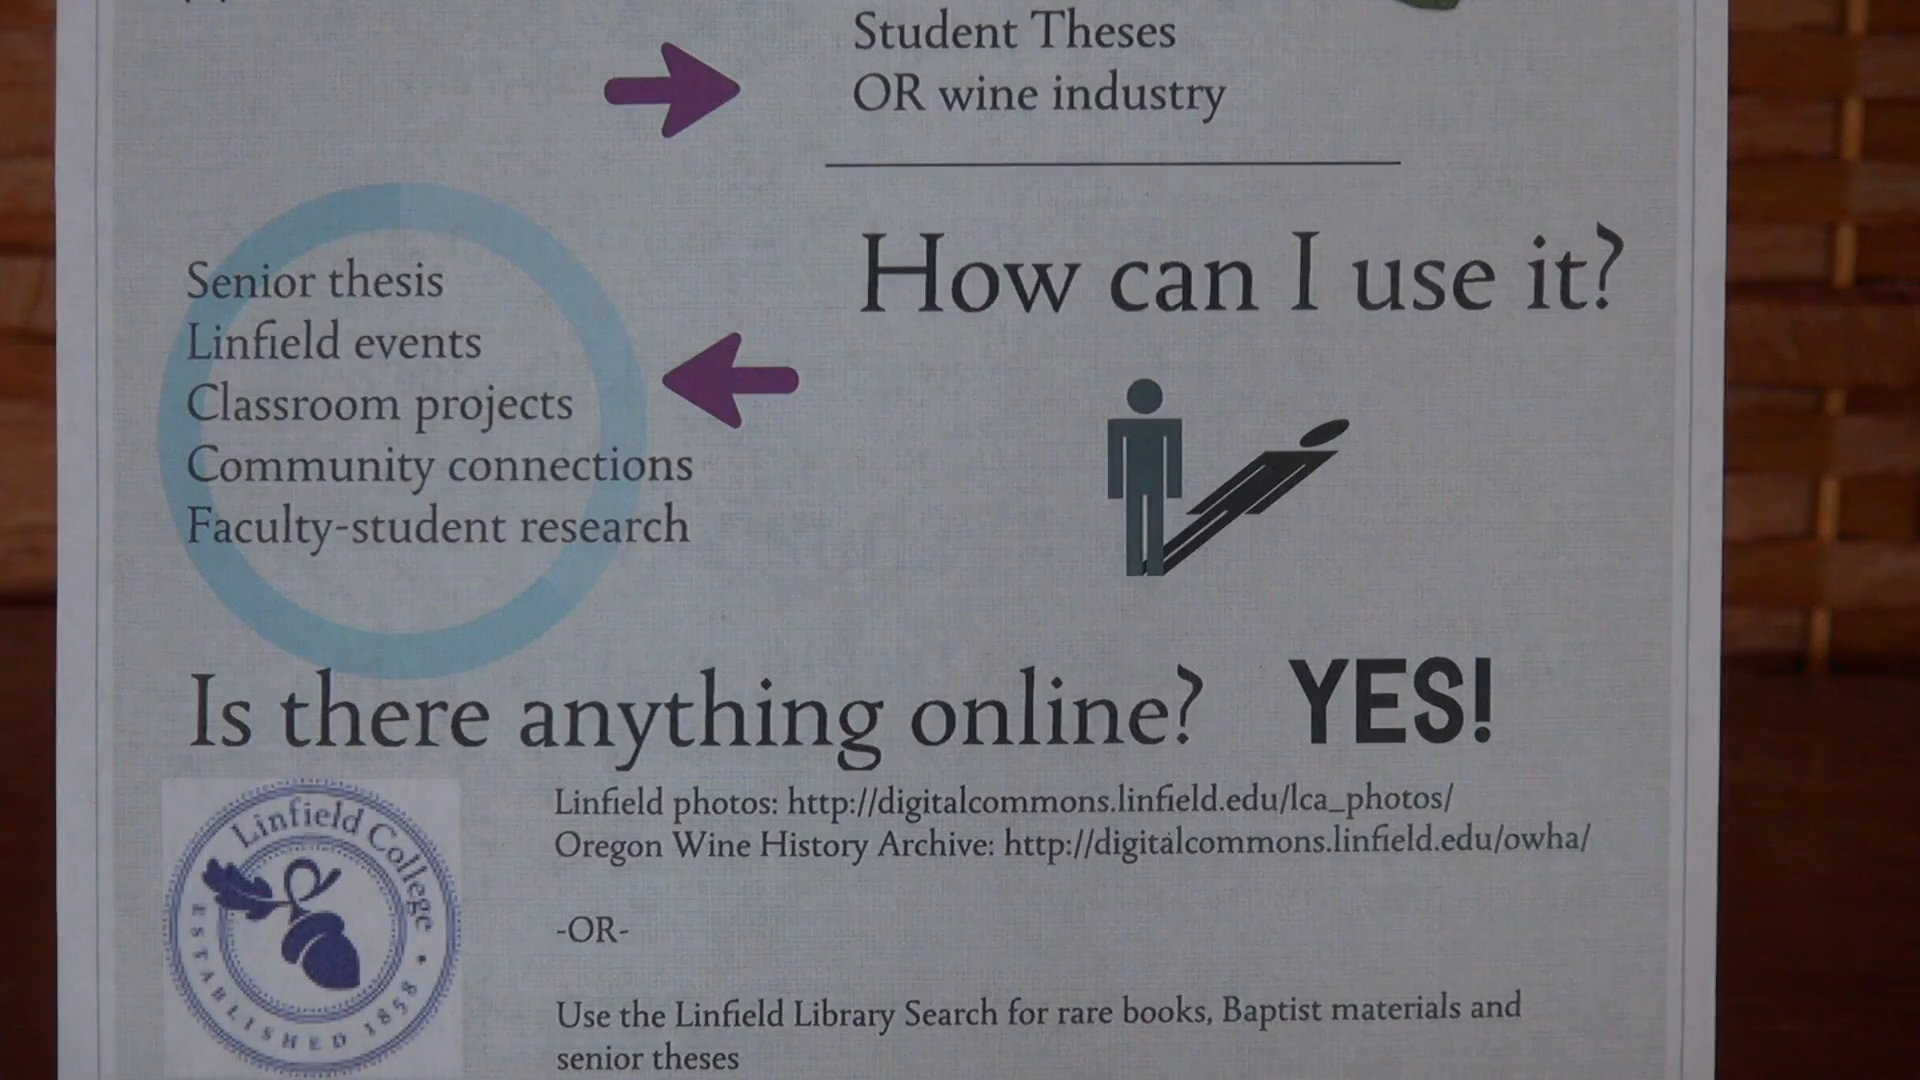 Student Theses
OR wine industry
How can I use it?
Senior thesis
Linfield events
Classroom projects
Community connections
Faculty-student research
Is there anything online? YES!
Linfield photos: http://digitalcommons.linfield.edu/lca_photos/
Oregon Wine History Archive: http://digitalcommons.linfield.edu/owha/
-OR-
Use the Linfield Library Search for rare books, Baptist materials and
senior theses
Linfield College
ESTABLISHED 1858